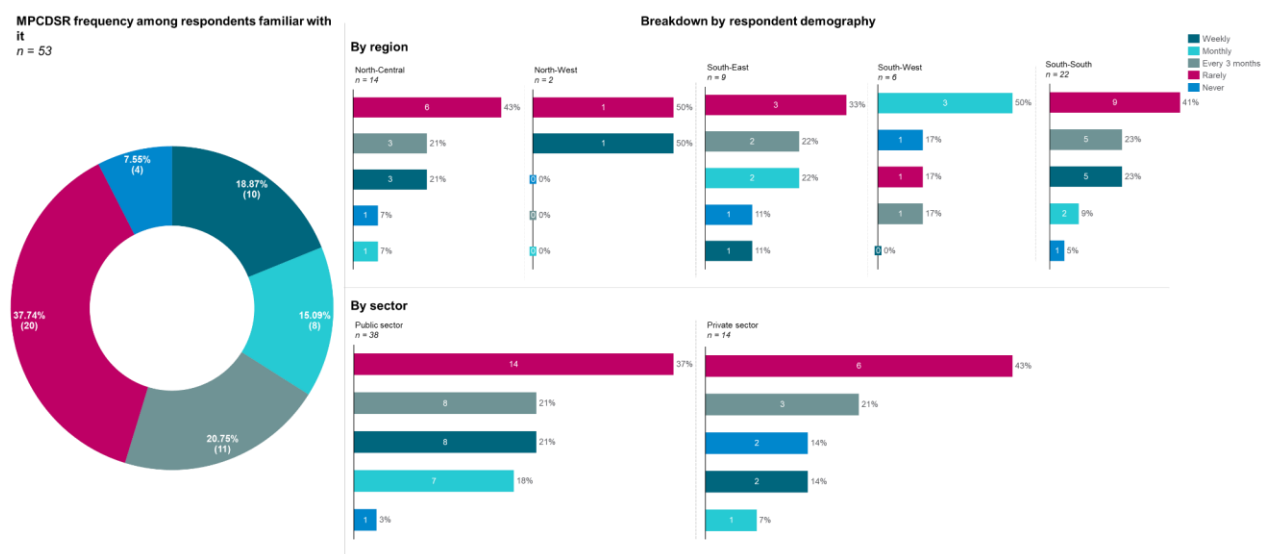 MPCDSR frequency among respondents familiar with
it
n = 53
7.55%
(4)
18.87%
(10)
37.74%
(20)
15.09%
(8)
20.75%
(11)
Breakdown by respondent demography
Weekly
Monthly
Every 3 months
Rarely
Never
By region
North-Central
n = 14
6 43%
3 21%
3 21%
1 7%
1 7%
North-West
n = 2
1 50%
1 50%
0 0%
0 0%
0 0%
South-East
n = 9
3 33%
2 22%
2 22%
1 11%
1 11%
South-West
n = 6
3 50%
1 17%
1 17%
1 17%
0 0%
South-South
n = 22
9 41%
5 23%
5 23%
2 9%
1 5%
By sector
Public sector
n = 38
14 37%
8 21%
8 21%
7 18%
1 3%
Private sector
n = 14
6 43%
3 21%
2 14%
2 14%
1 7%